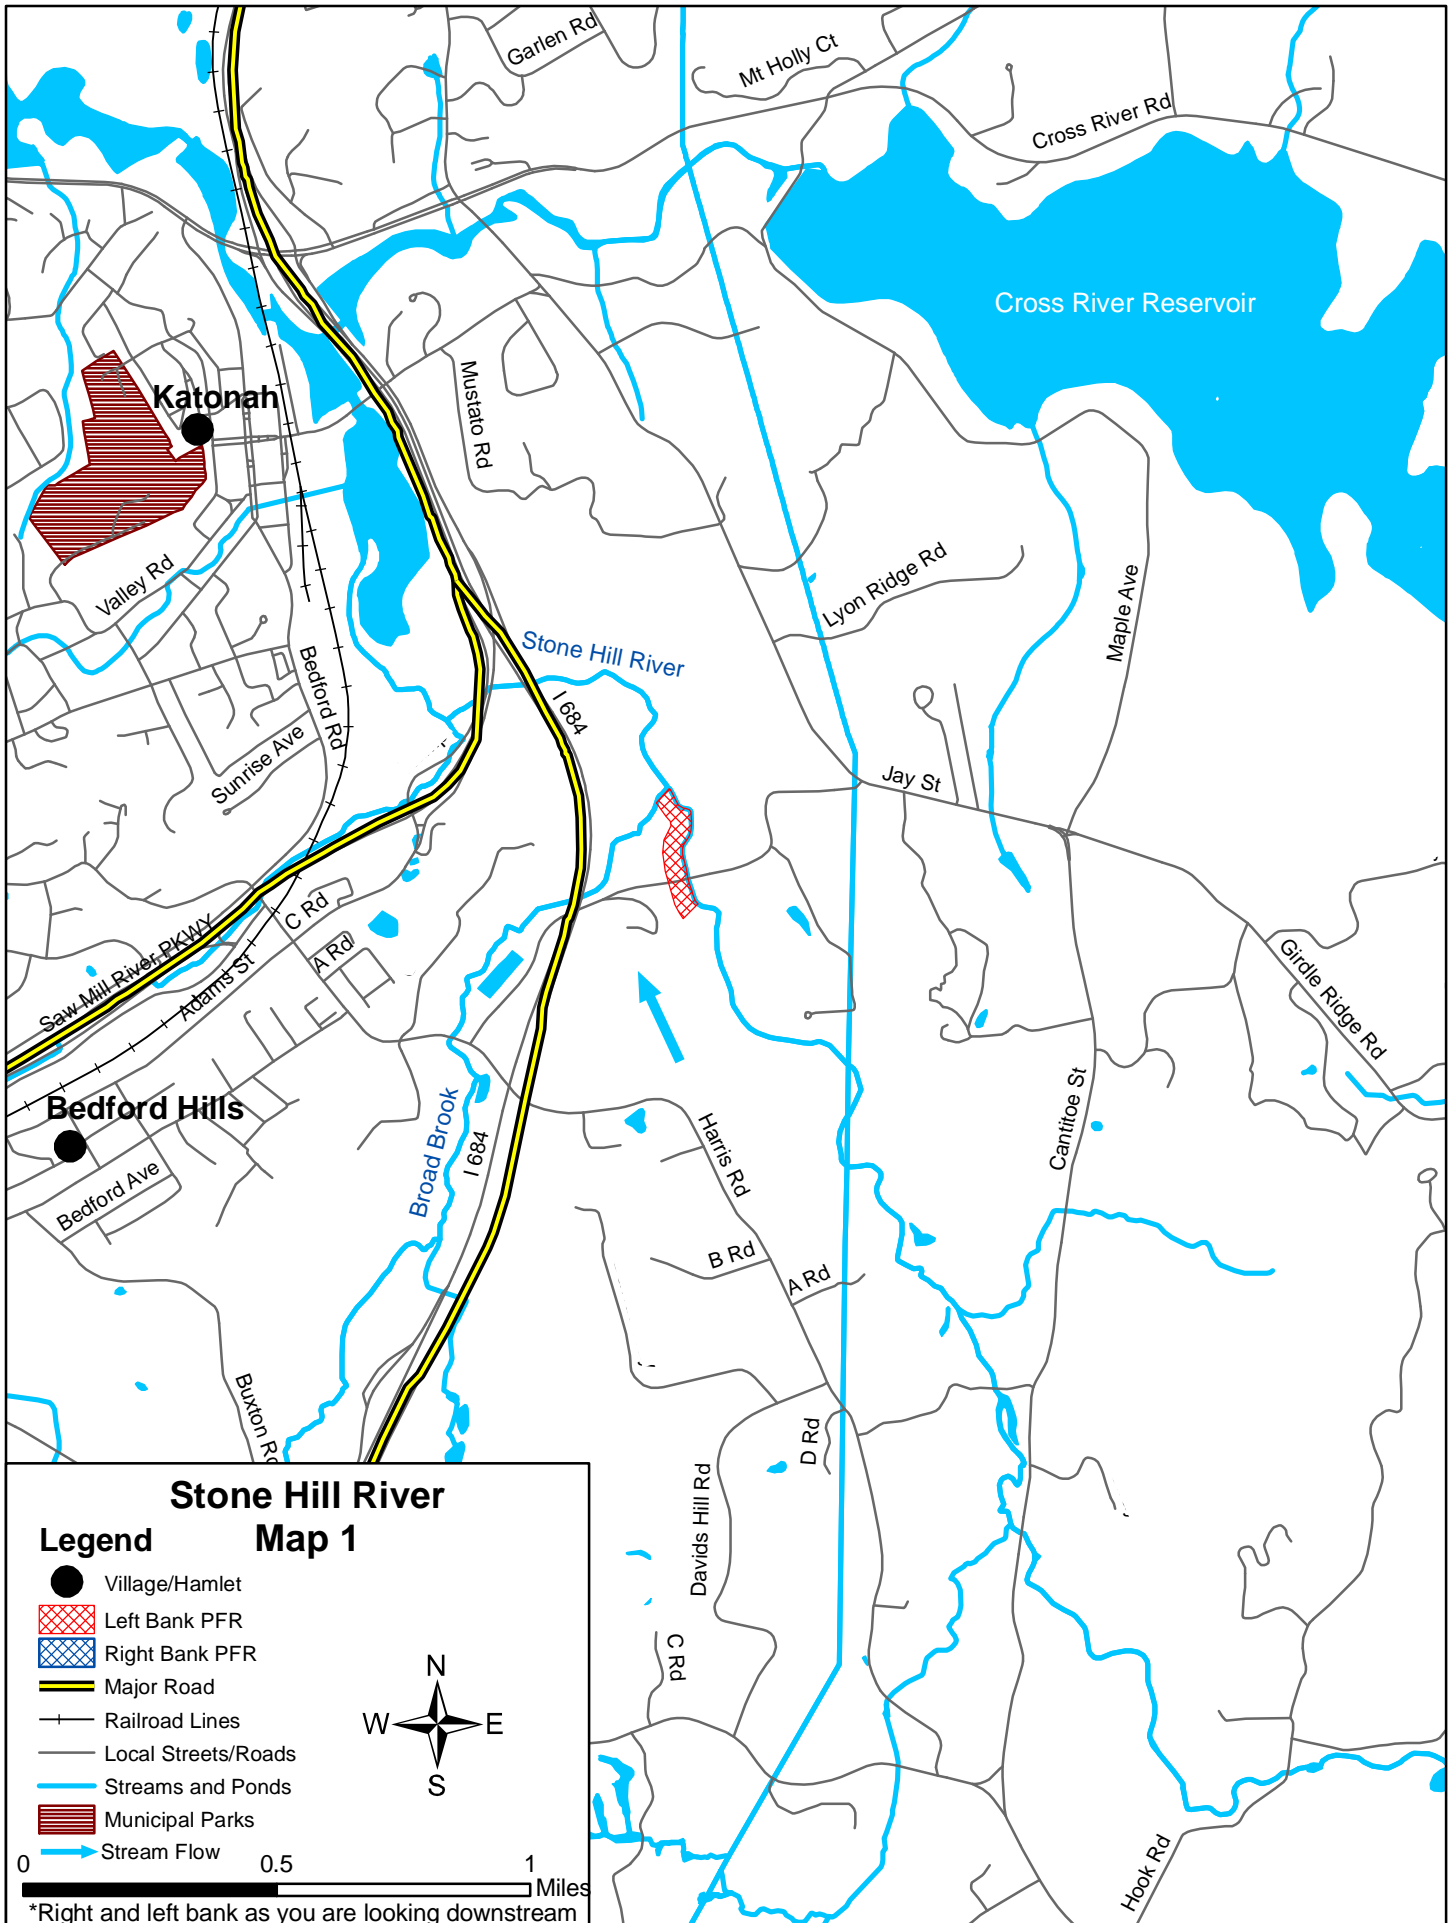 Garlen Rd
Mt Holly Ct
Cross River Rd
Cross River Reservoir
Katonah
Mustato Rd
Valley Rd
Lyon Ridge Rd
Maple Ave
Stone Hill River
Bedford Rd
I 684
Sunrise Ave
Jay St
C Rd
A Rd
Saw Mill River PKWY
Adams St
Girdle Ridge Rd
Bedford Hills
Broad Brook
I 684
Harris Rd
Cantitoe St
Bedford Ave
B Rd
A Rd
Buxton Rd
D Rd
Davids Hill Rd
C Rd
Hook Rd
Stone Hill River
Map 1
Legend
Village/Hamlet
Left Bank PFR
Right Bank PFR
Major Road
Railroad Lines
Local Streets/Roads
Streams and Ponds
Municipal Parks
Stream Flow
N
W E
S
0 0.5 1
Miles
*Right and left bank as you are looking downstream